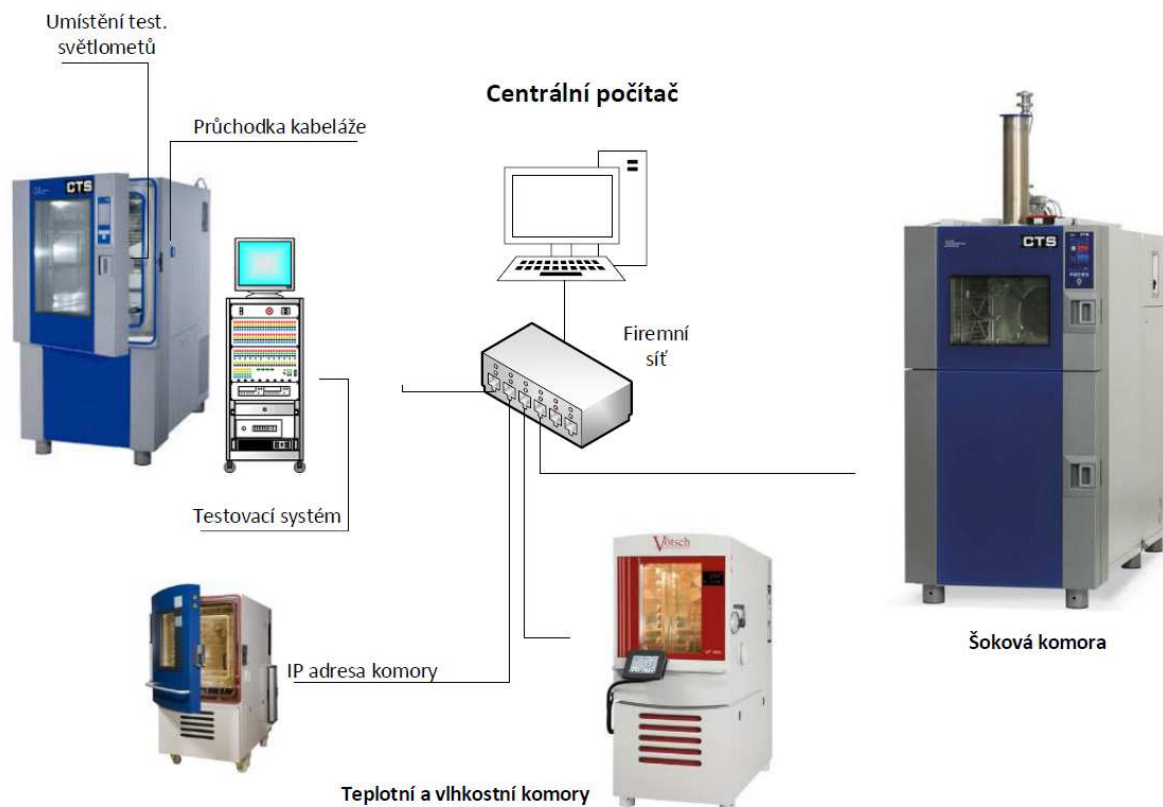 Umístění test.
světlometů
Průchodka kabeláže
Centrální počítač
CTS
CTS
Firemní
síť
Testovací systém
Vötsch
IP adresa komory
Šoková komora
Teplotní a vlhkostní komory